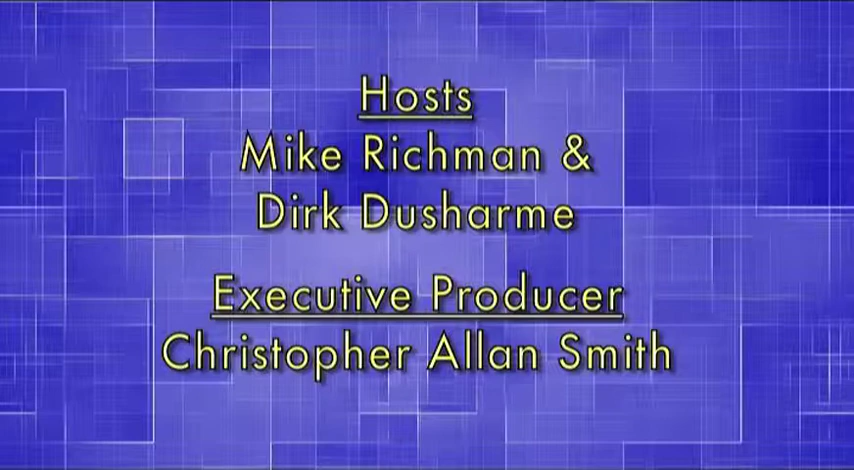 Hosts
Mike Richman &
Dirk Dusharme
Executive Producer
Christopher Allan Smith